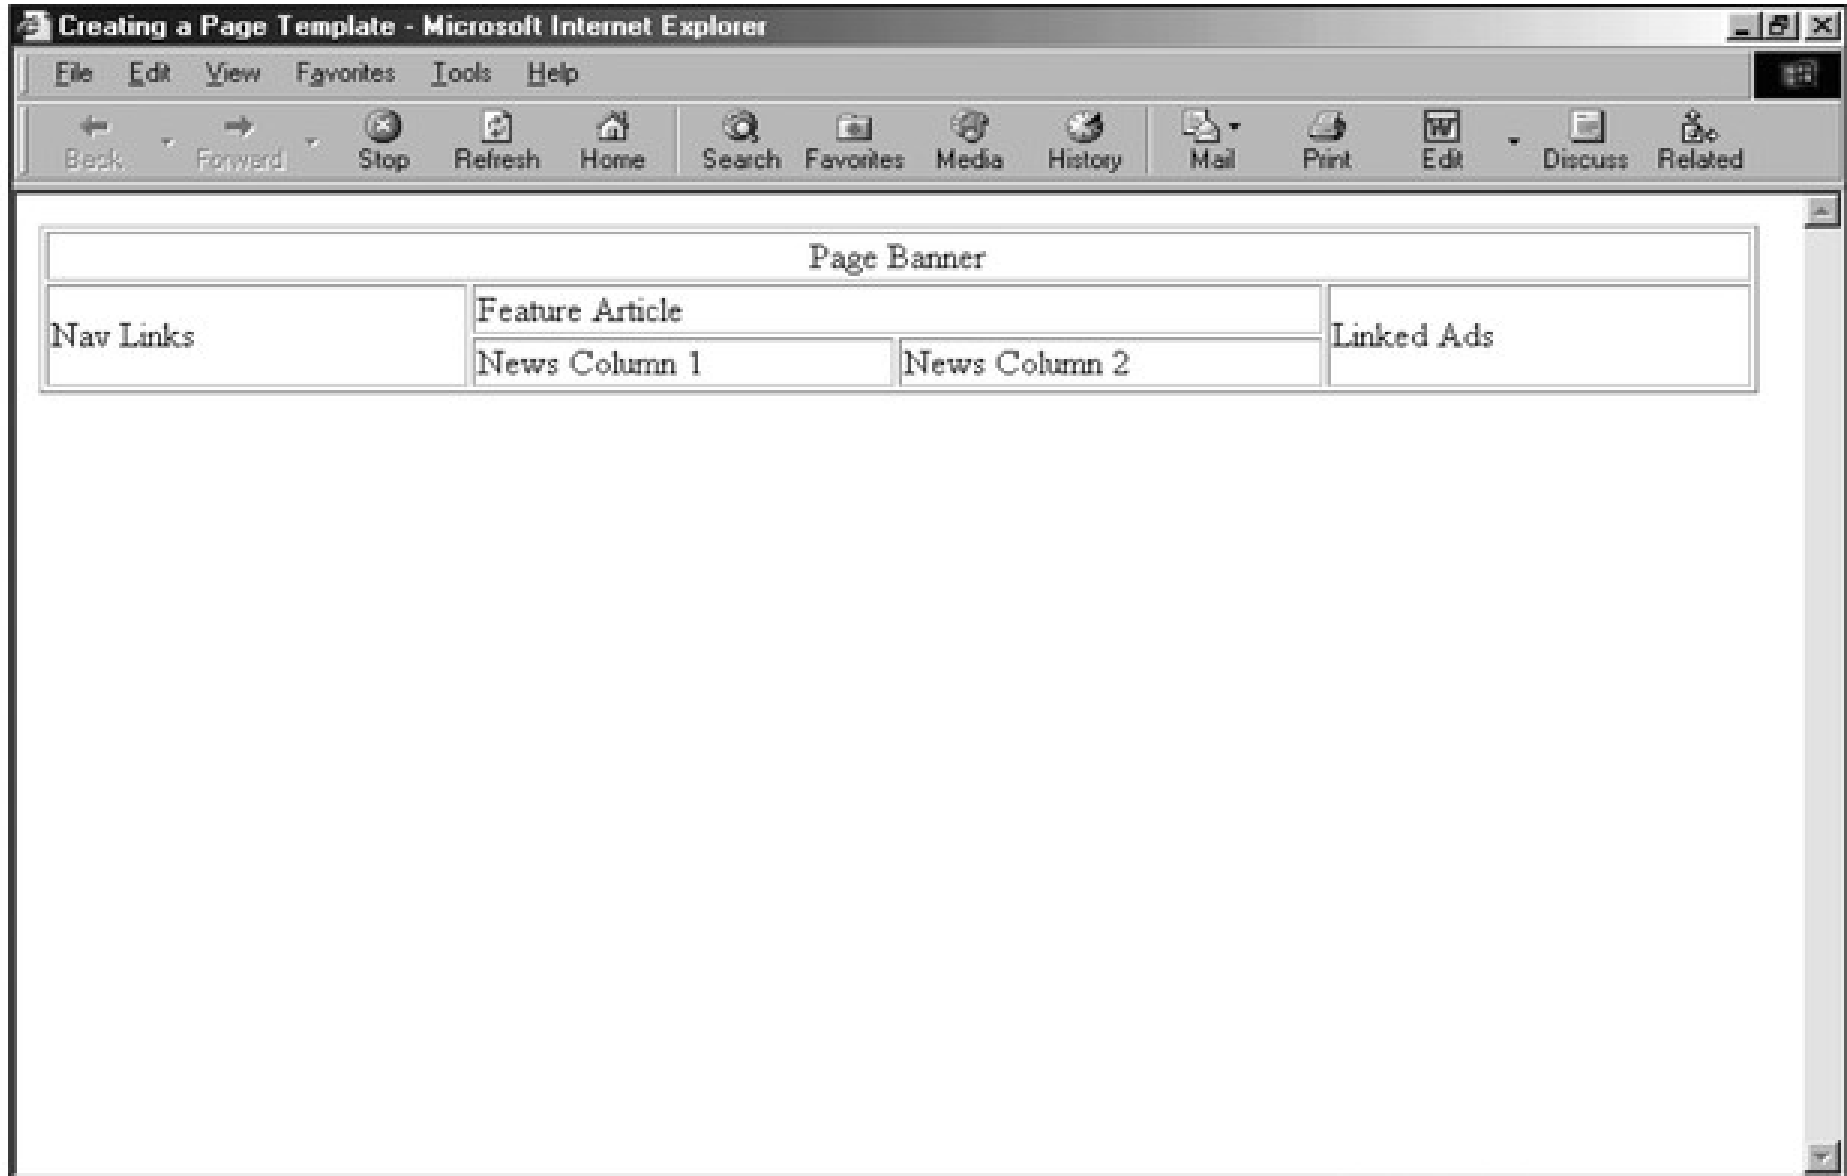 Creating a Page Template - Microsoft Internet Explorer
File Edit View Favorites Tools Help
Back Forward Stop Refresh Home Search Favorites Media History Mail Print Edit Discuss Related
Page Banner
Nav Links
Feature Article
Linked Ads
News Column 1
News Column 2